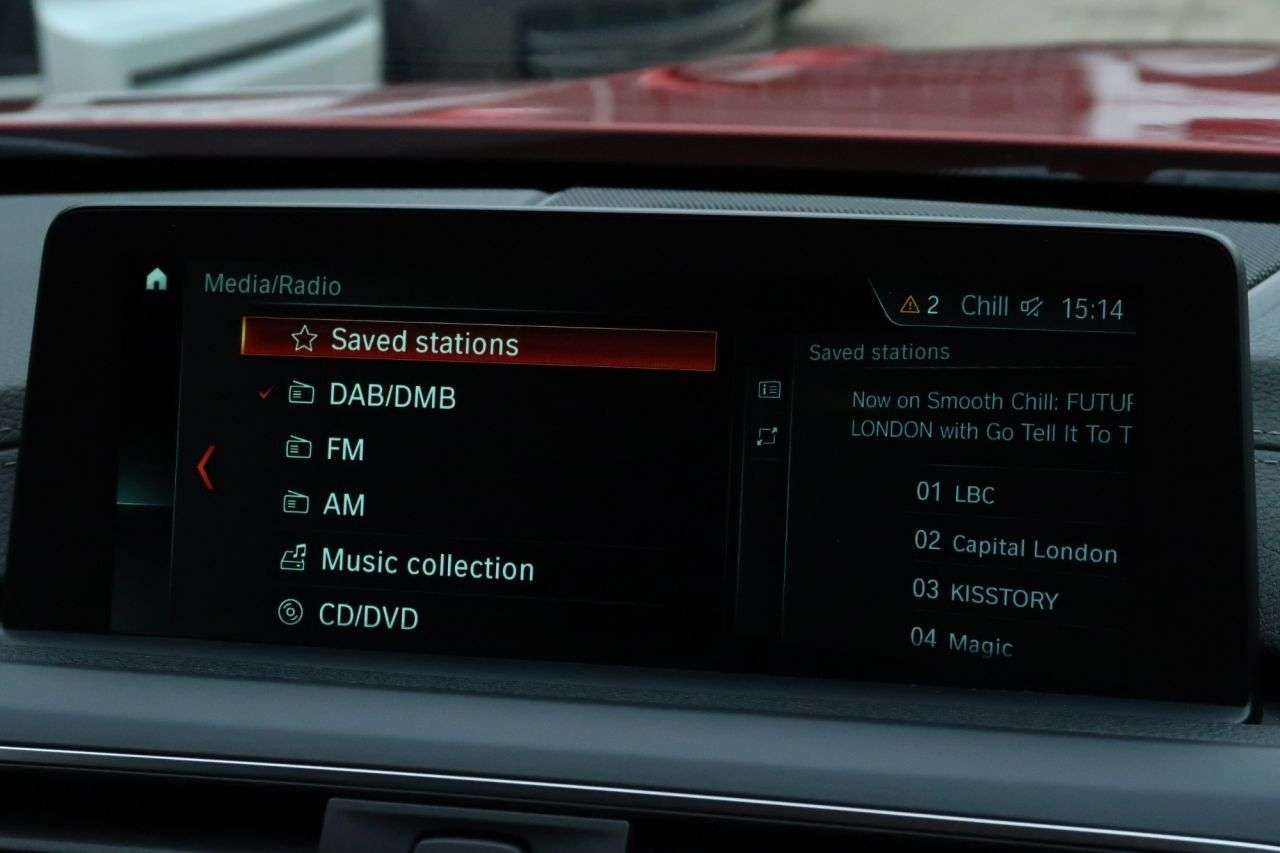 Media/Radio
2 Chill 15:14
Saved stations
DAB/DMB
FM
AM
Music collection
CD/DVD
Saved stations
Now on Smooth Chill: FUTUR
LONDON with Go Tell It To T
01 LBC
02 Capital London
03 KISSTORY
04 Magic